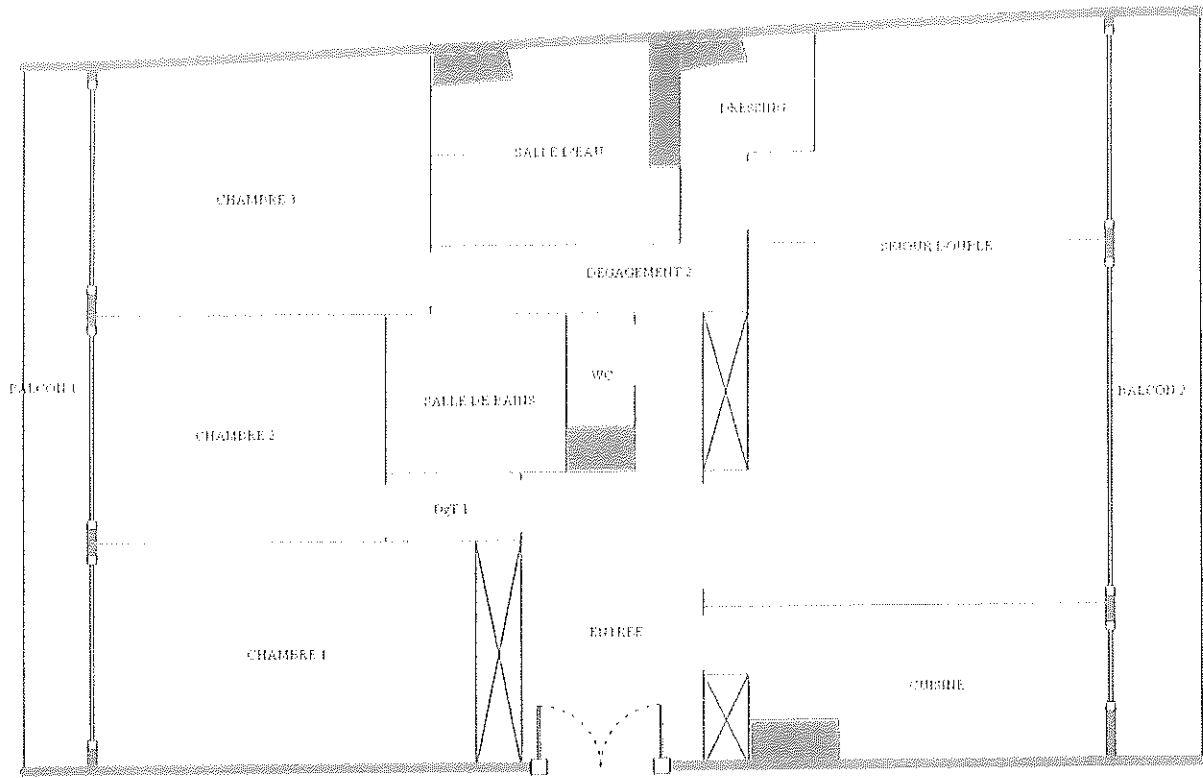 DRESSING
SALLE D'EAU
CHAMBRE 3
SEJOUR DOUBLE
DEGAGEMENT 2
WC
BALCON 1
SALLE DE BAINS
BALCON 2
CHAMBRE 2
DgT 1
ENTREE
CHAMBRE 1
CUISINE